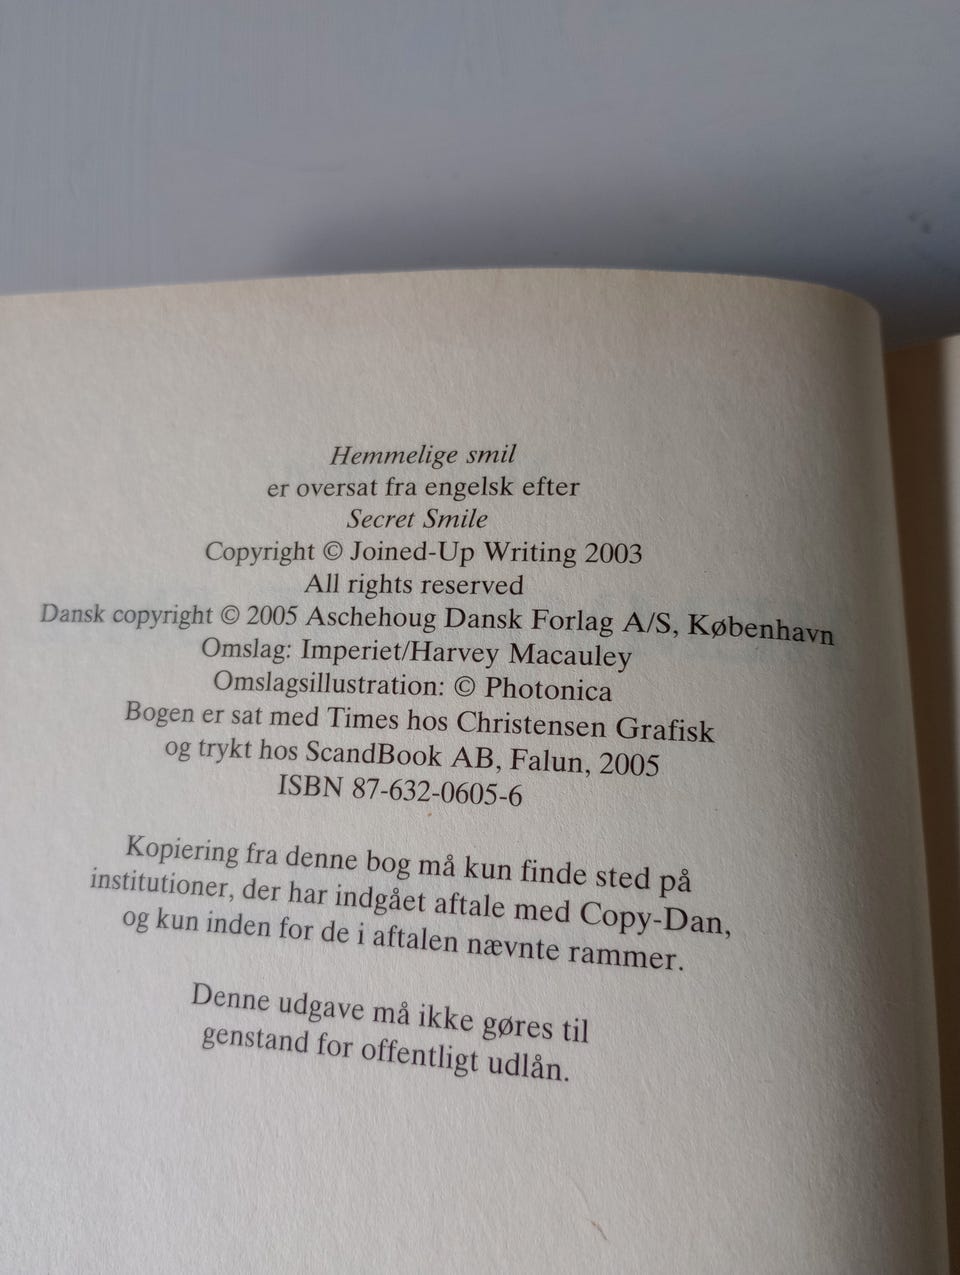 Hemmelige smil
er oversat fra engelsk efter
Secret Smile
Copyright © Joined-Up Writing 2003
All rights reserved
Dansk copyright © 2005 Aschehoug Dansk Forlag A/S, København
Omslag: Imperiet/Harvey Macauley
Omslagsillustration: © Photonica
Bogen er sat med Times hos Christensen Grafisk
og trykt hos ScandBook AB, Falun, 2005
ISBN 87-632-0605-6
Kopiering fra denne bog må kun finde sted på
institutioner, der har indgået aftale med Copy-Dan,
og kun inden for de i aftalen nævnte rammer.
Denne udgave må ikke gøres til
genstand for offentligt udlån.